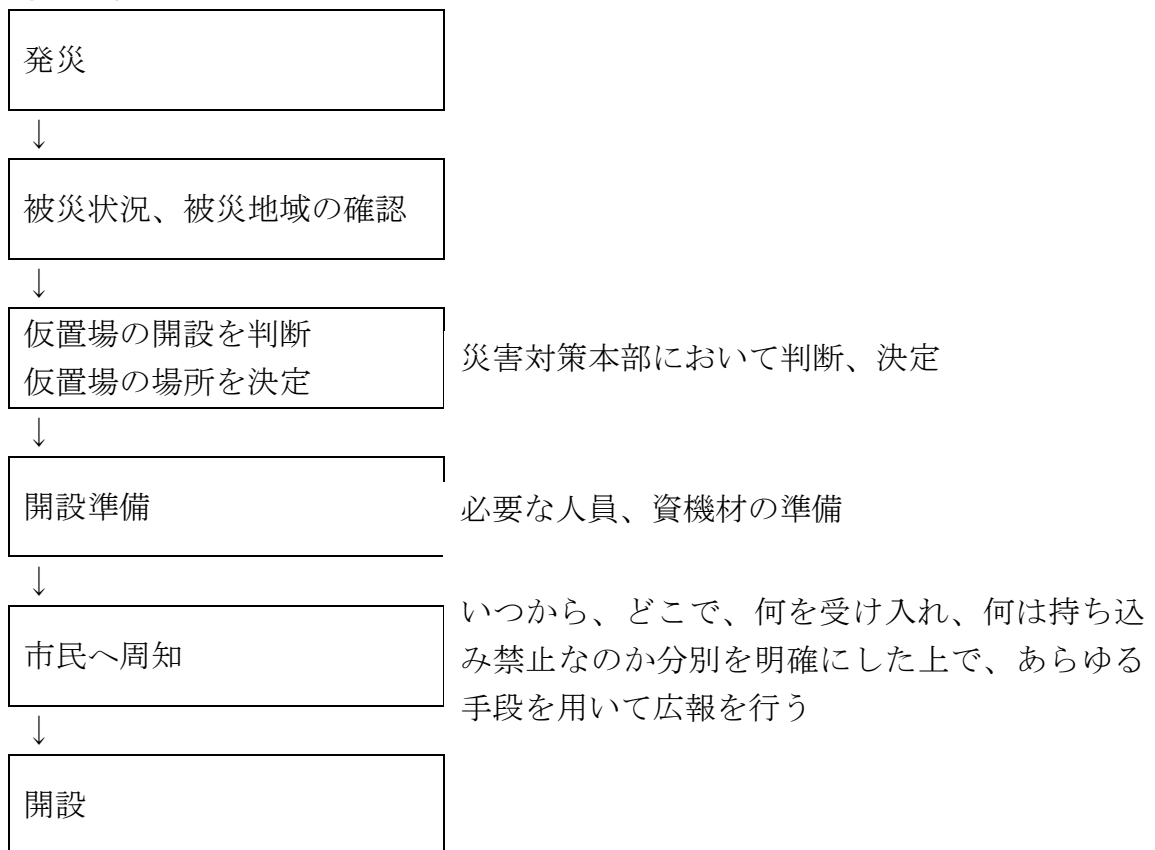 発災
↓
被災状況、被災地域の確認
↓
仮置場の開設を判断
仮置場の場所を決定
災害対策本部において判断、決定
↓
開設準備
必要な人員、資機材の準備
↓
市民へ周知
いつから、どこで、何を受け入れ、何は持ち込
み禁止なのか分別を明確にした上で、あらゆる
手段を用いて広報を行う
↓
開設